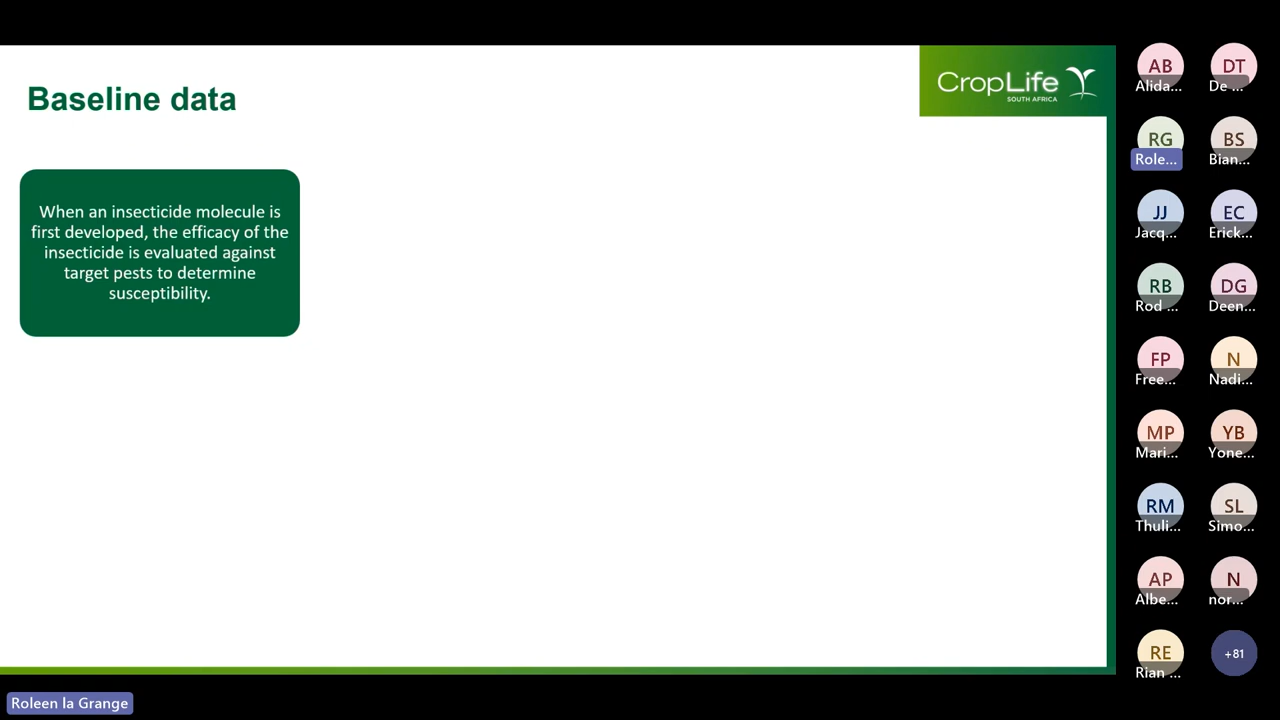 Baseline data
CropLife
SOUTH AFRICA
When an insecticide molecule is
first developed, the efficacy of the
insecticide is evaluated against
target pests to determine
susceptibility.
AB
Alida...
DT
De ...
RG
Role...
BS
Bian...
JJ
Jacq...
EC
Erick...
RB
Rod ...
DG
Deen...
FP
Free...
N
Nadi...
MP
Mari...
YB
Yone...
RM
Thuli...
SL
Simo...
AP
Albe...
N
nor...
RE
Rian ...
+81
Roleen la Grange